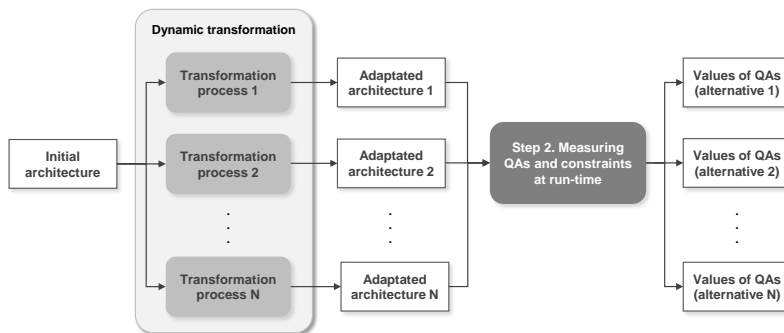 Dynamic transformation
Transformation
process 1
Adaptated
architecture 1
Values of QAs
(alternative 1)
Initial
architecture
Transformation
process 2
Adaptated
architecture 2
Step 2. Measuring
QAs and constraints
at run-time
Values of QAs
(alternative 2)
.
.
.
.
.
.
.
.
.
Transformation
process N
Adaptated
architecture N
Values of QAs
(alternative N)